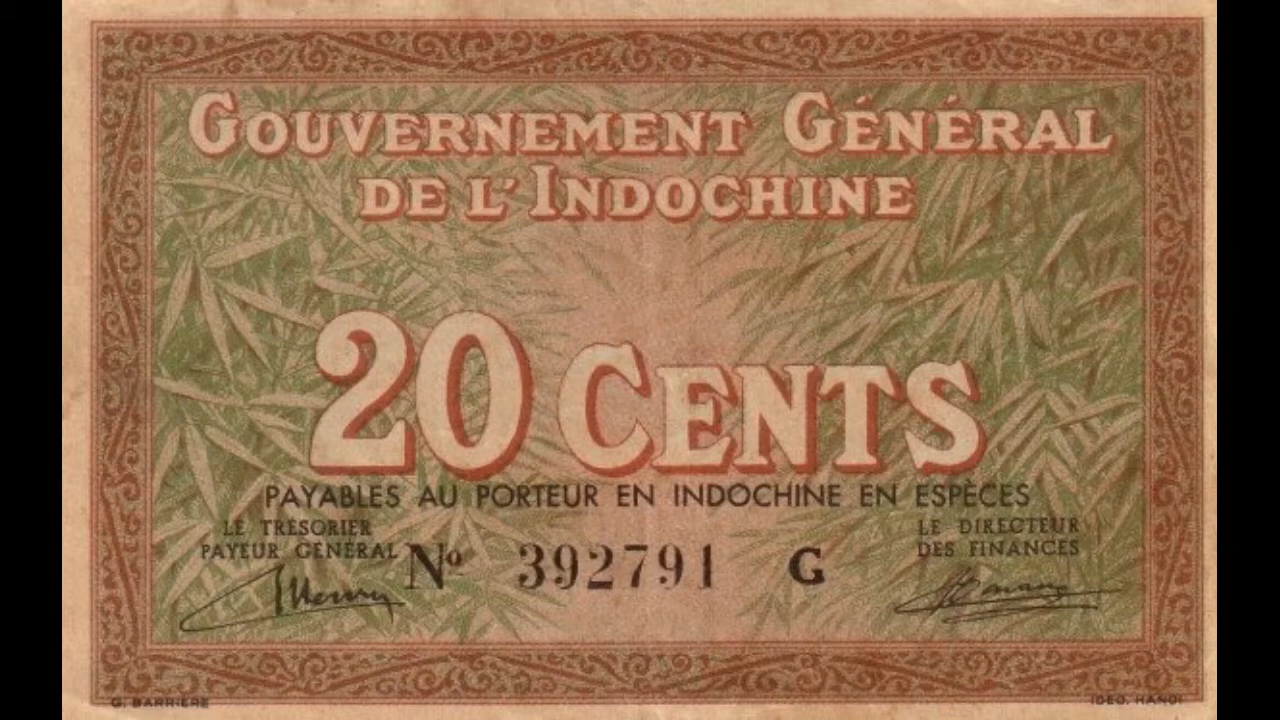 GOUVERNEMENT GÉNÉRAL
DE L'INDOCHINE
20 CENTS
PAYABLES AU PORTEUR EN INDOCHINE EN ESPÈCES
LE TRÉSORIER
PAYEUR GÉNÉRAL
LE DIRECTEUR
DES FINANCES
Nº 392791 G
G. BARRIÈRE
IDEO. HANOI